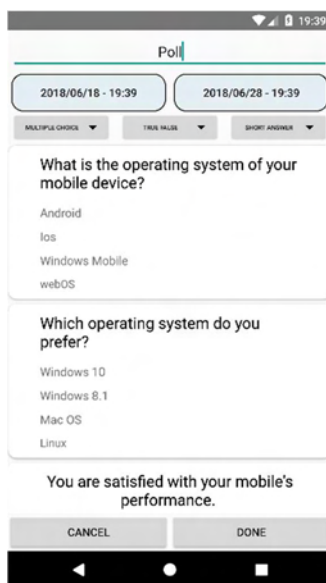 19:39
Poll
2018/06/18 - 19:39
2018/06/28 - 19:39
MULTIPLE CHOICE
TRUE FALSE
SHORT ANSWER
What is the operating system of your
mobile device?
Android
Ios
Windows Mobile
webOS
Which operating system do you
prefer?
Windows 10
Windows 8.1
Mac OS
Linux
You are satisfied with your mobile's
performance.
CANCEL
DONE